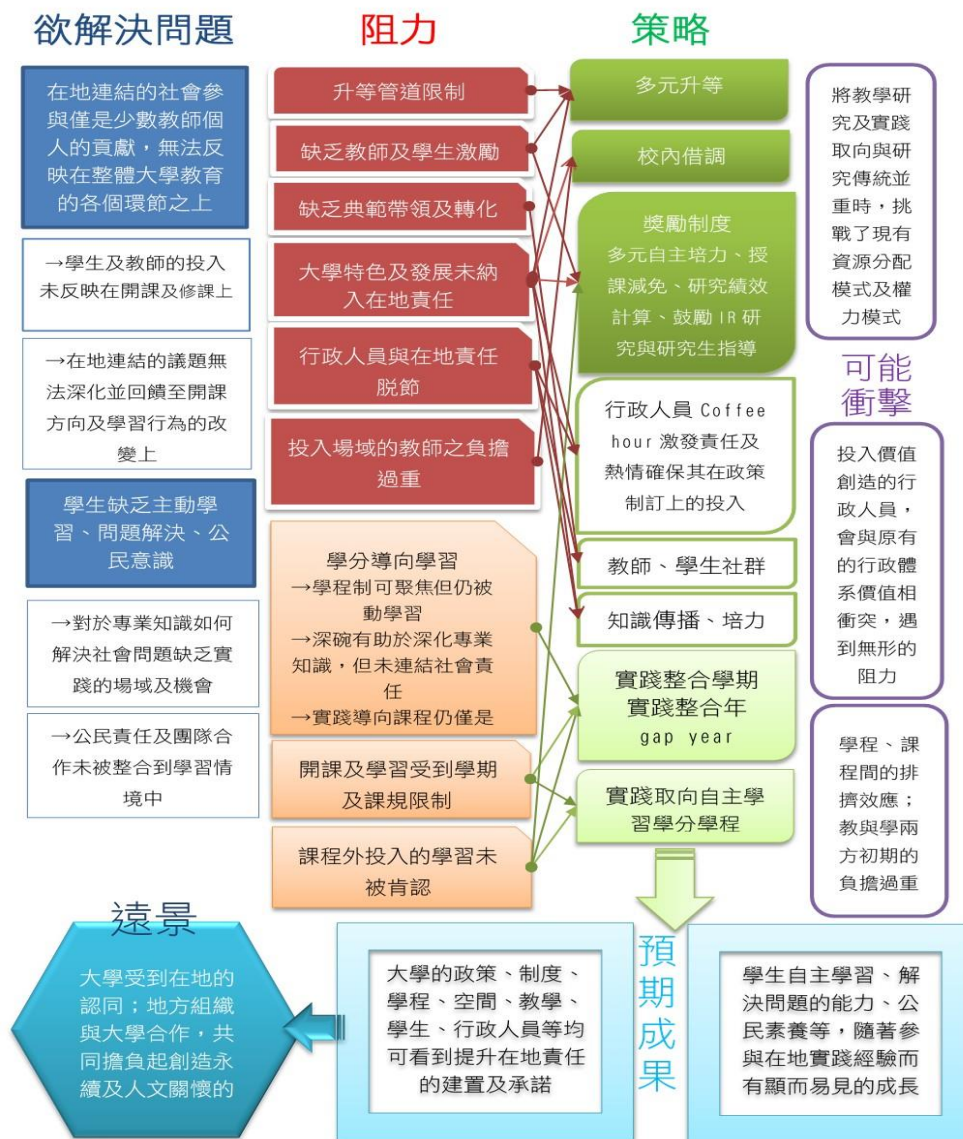 欲解決問題
阻力
策略
在地連結的社會參
與僅是少數教師個
人的貢獻，無法反
映在整體大學教育
的各個環節之上
→學生及教師的投入
未反映在開課及修課上
→在地連結的議題無
法深化並回饋至開課
方向及學習行為的改
變上
學生缺乏主動學
習、問題解決、公
民意識
→對於專業知識如何
解決社會問題缺乏實
踐的場域及機會
→公民責任及團隊合
作未被整合到學習情
境中
升等管道限制
缺乏教師及學生激勵
缺乏典範帶領及轉化
大學特色及發展未納
入在地責任
行政人員與在地責任
脫節
投入場域的教師之負擔
過重
學分導向學習
→學程制可聚焦但仍被
動學習
→深碗有助於深化專業
知識，但未連結社會責
任
→實踐導向課程仍僅是
開課及學習受到學期
及課規限制
課程外投入的學習未
被肯認
多元升等
校內借調
獎勵制度
多元自主培力、授
課減免、研究績效
計算、鼓勵 IR 研
究與研究生指導
行政人員 Coffee
hour 激發責任及
熱情確保其在政策
制訂上的投入
教師、學生社群
知識傳播、培力
實踐整合學期
實踐整合年
gap year
實踐取向自主學
習學分學程
將教學研
究及實踐
取向與研
究傳統並
重時，挑
戰了現有
資源分配
模式及權
力模式
可能
衝擊
投入價值
創造的行
政人員，
會與原有
的行政體
系價值相
衝突，遇
到無形的
阻力
學程、課
程間的排
擠效應；
教與學兩
方初期的
負擔過重
遠景
大學受到在地的
認同；地方組織
與大學合作，共
同擔負起創造永
續及人文關懷的
大學的政策、制度、
學程、空間、教學、
學生、行政人員等均
可看到提升在地責任
的建置及承諾
預期成果
學生自主學習、解
決問題的能力、公
民素養等，隨著參
與在地實踐經驗而
有顯而易見的成長